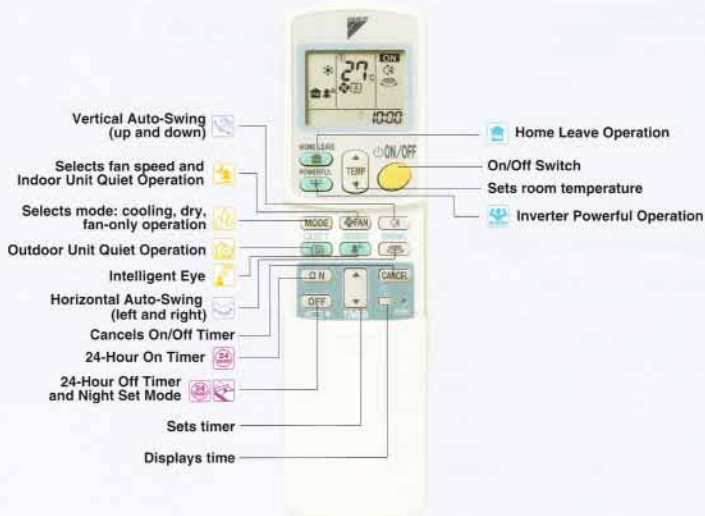 ON
27°C
10:00
HOME LEAVE
ON/OFF
POWERFUL
TEMP
MODE
FAN
ON
CANCEL
OFF
TIMER
Vertical Auto-Swing
(up and down)
Selects fan speed and
Indoor Unit Quiet Operation
Selects mode: cooling, dry,
fan-only operation
Outdoor Unit Quiet Operation
Intelligent Eye
Horizontal Auto-Swing
(left and right)
Cancels On/Off Timer
24-Hour On Timer
24
24-Hour Off Timer
and Night Set Mode
24
Sets timer
Displays time
Home Leave Operation
On/Off Switch
Sets room temperature
Inverter Powerful Operation